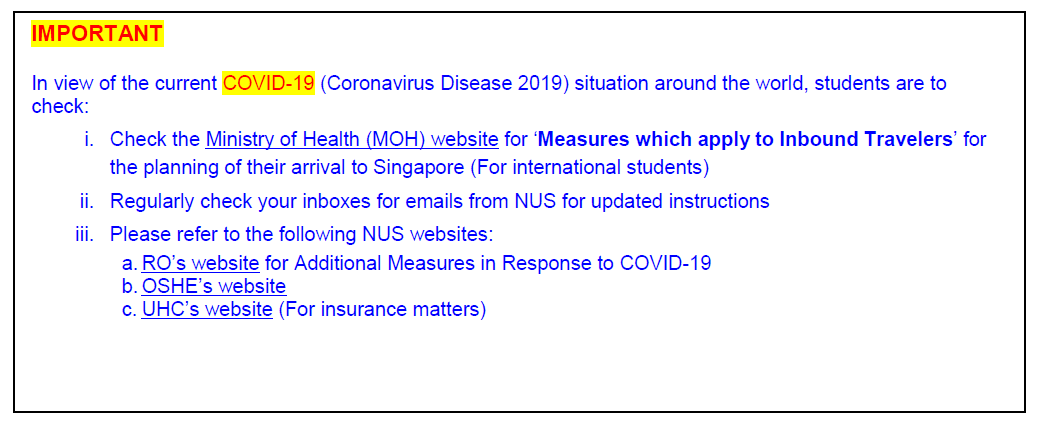 IMPORTANT
In view of the current COVID-19 (Coronavirus Disease 2019) situation around the world, students are to
check:
i. Check the Ministry of Health (MOH) website for ‘Measures which apply to Inbound Travelers’ for
the planning of their arrival to Singapore (For international students)
ii. Regularly check your inboxes for emails from NUS for updated instructions
iii. Please refer to the following NUS websites:
a. RO’s website for Additional Measures in Response to COVID-19
b. OSHE’s website
c. UHC’s website (For insurance matters)